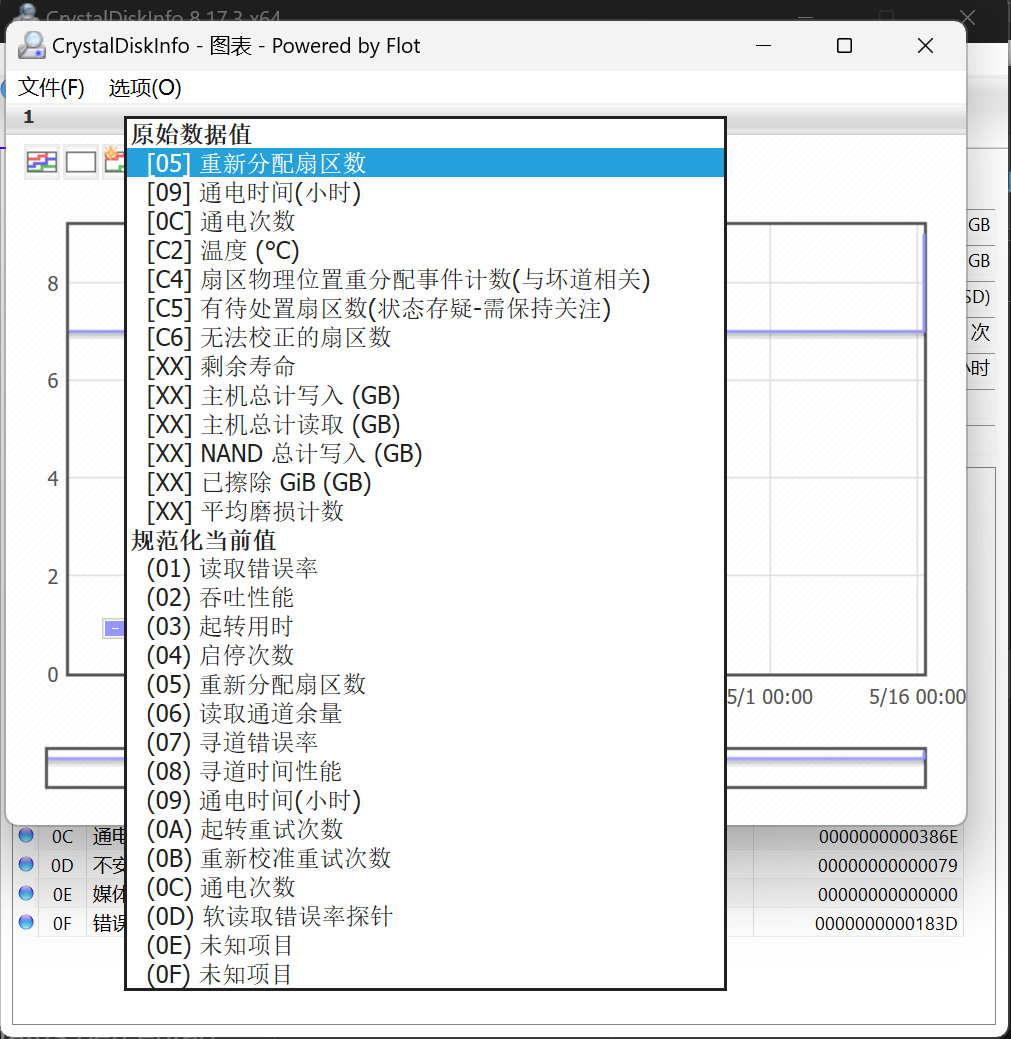 CrystalDiskInfo 8.17.3 x64
CrystalDiskInfo - 图表 - Powered by Flot
文件(F) 选项(O)
1
原始数据值
[05] 重新分配扇区数
[09] 通电时间(小时)
[0C] 通电次数
[C2] 温度 (°C)
[C4] 扇区物理位置重分配事件计数(与坏道相关)
[C5] 有待处置扇区数(状态存疑-需保持关注)
[C6] 无法校正的扇区数
[XX] 剩余寿命
[XX] 主机总计写入 (GB)
[XX] 主机总计读取 (GB)
[XX] NAND 总计写入 (GB)
[XX] 已擦除 GiB (GB)
[XX] 平均磨损计数
规范化当前值
(01) 读取错误率
(02) 吞吐性能
(03) 起转用时
(04) 启停次数
(05) 重新分配扇区数
(06) 读取通道余量
(07) 寻道错误率
(08) 寻道时间性能
(09) 通电时间(小时)
(0A) 起转重试次数
(0B) 重新校准重试次数
(0C) 通电次数
(0D) 软读取错误率探针
(0E) 未知项目
(0F) 未知项目
8
6
4
2
0
5/1 00:00 5/16 00:00
GB
GB
SD)
次
小时
0C 通电 0000000000386E
0D 不安 00000000000079
0E 媒体 00000000000000
0F 错误 0000000000183D